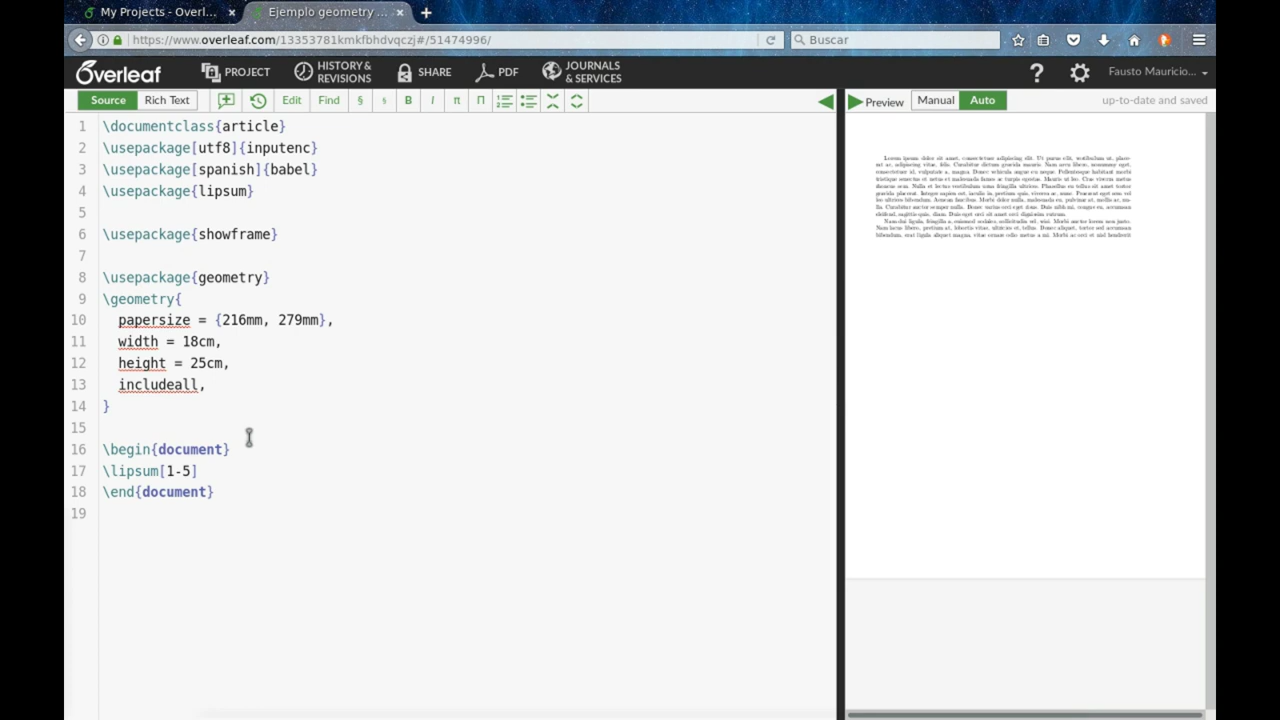 My Projects - Overl...
Ejemplo geometry ...
https://www.overleaf.com/13353781kmkfbhdvqczj#/51474996/
Buscar
Overleaf
PROJECT
HISTORY & REVISIONS
SHARE
PDF
JOURNALS & SERVICES
?
Fausto Mauricio...
Source Rich Text Edit Find § § B I π Π
Preview Manual Auto up-to-date and saved
1 \documentclass{article}
2 \usepackage[utf8]{inputenc}
3 \usepackage[spanish]{babel}
4 \usepackage{lipsum}
5
6 \usepackage{showframe}
7
8 \usepackage{geometry}
9 \geometry{
10 papersize = {216mm, 279mm},
11 width = 18cm,
12 height = 25cm,
13 includeall,
14 }
15
16 \begin{document}
17 \lipsum[1-5]
18 \end{document}
19